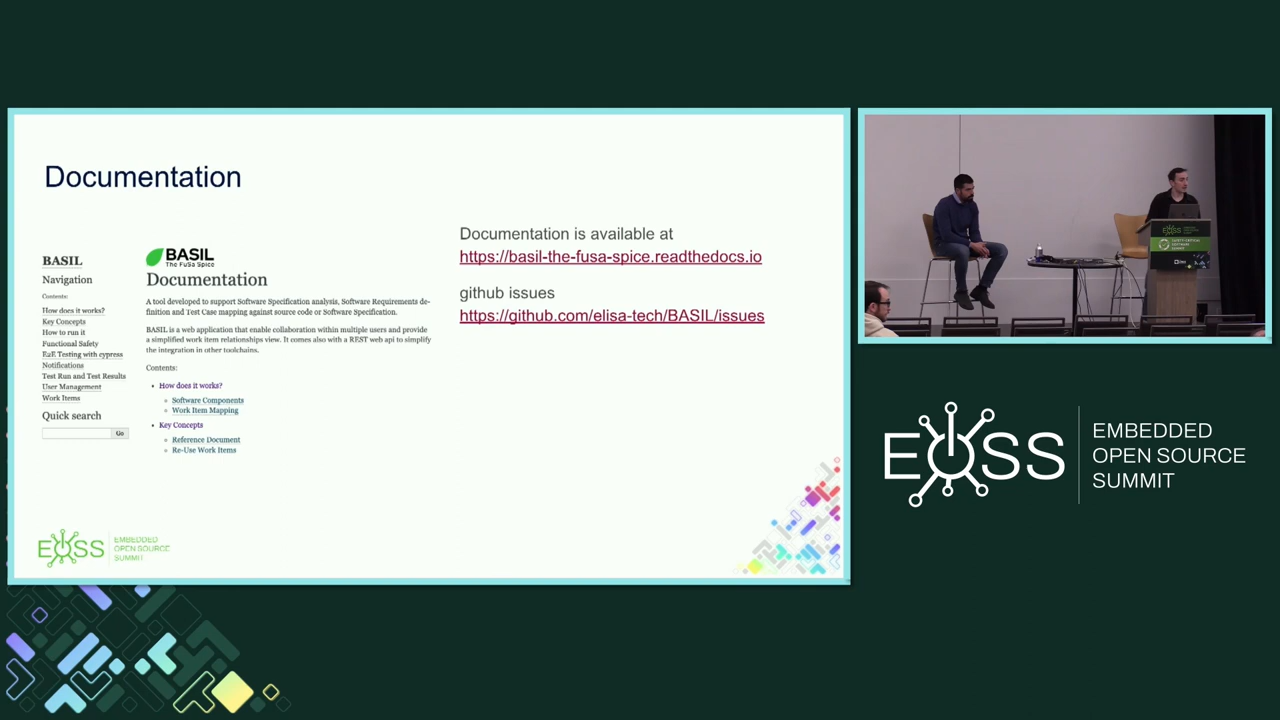 Documentation
BASIL
Navigation
Contents:
How does it works?
Key Concepts
How to run it
Functional Safety
E2E Testing with cypress
Notifications
Test Run and Test Results
User Management
Work Items
Quick search
Go
BASIL
The FuSa Spice
Documentation
A tool developed to support Software Specification analysis, Software Requirements de-
finition and Test Case mapping against source code or Software Specification.
BASIL is a web application that enable collaboration within multiple users and provide
a simplified work item relationships view. It comes also with a REST web api to simplify
the integration in other toolchains.
Contents:
How does it works?
Software Components
Work Item Mapping
Key Concepts
Reference Document
Re-Use Work Items
Documentation is available at
https://basil-the-fusa-spice.readthedocs.io
github issues
https://github.com/elisa-tech/BASIL/issues
EOSS
EMBEDDED
OPEN SOURCE
SUMMIT
EOSS
EMBEDDED
OPEN SOURCE
SUMMIT